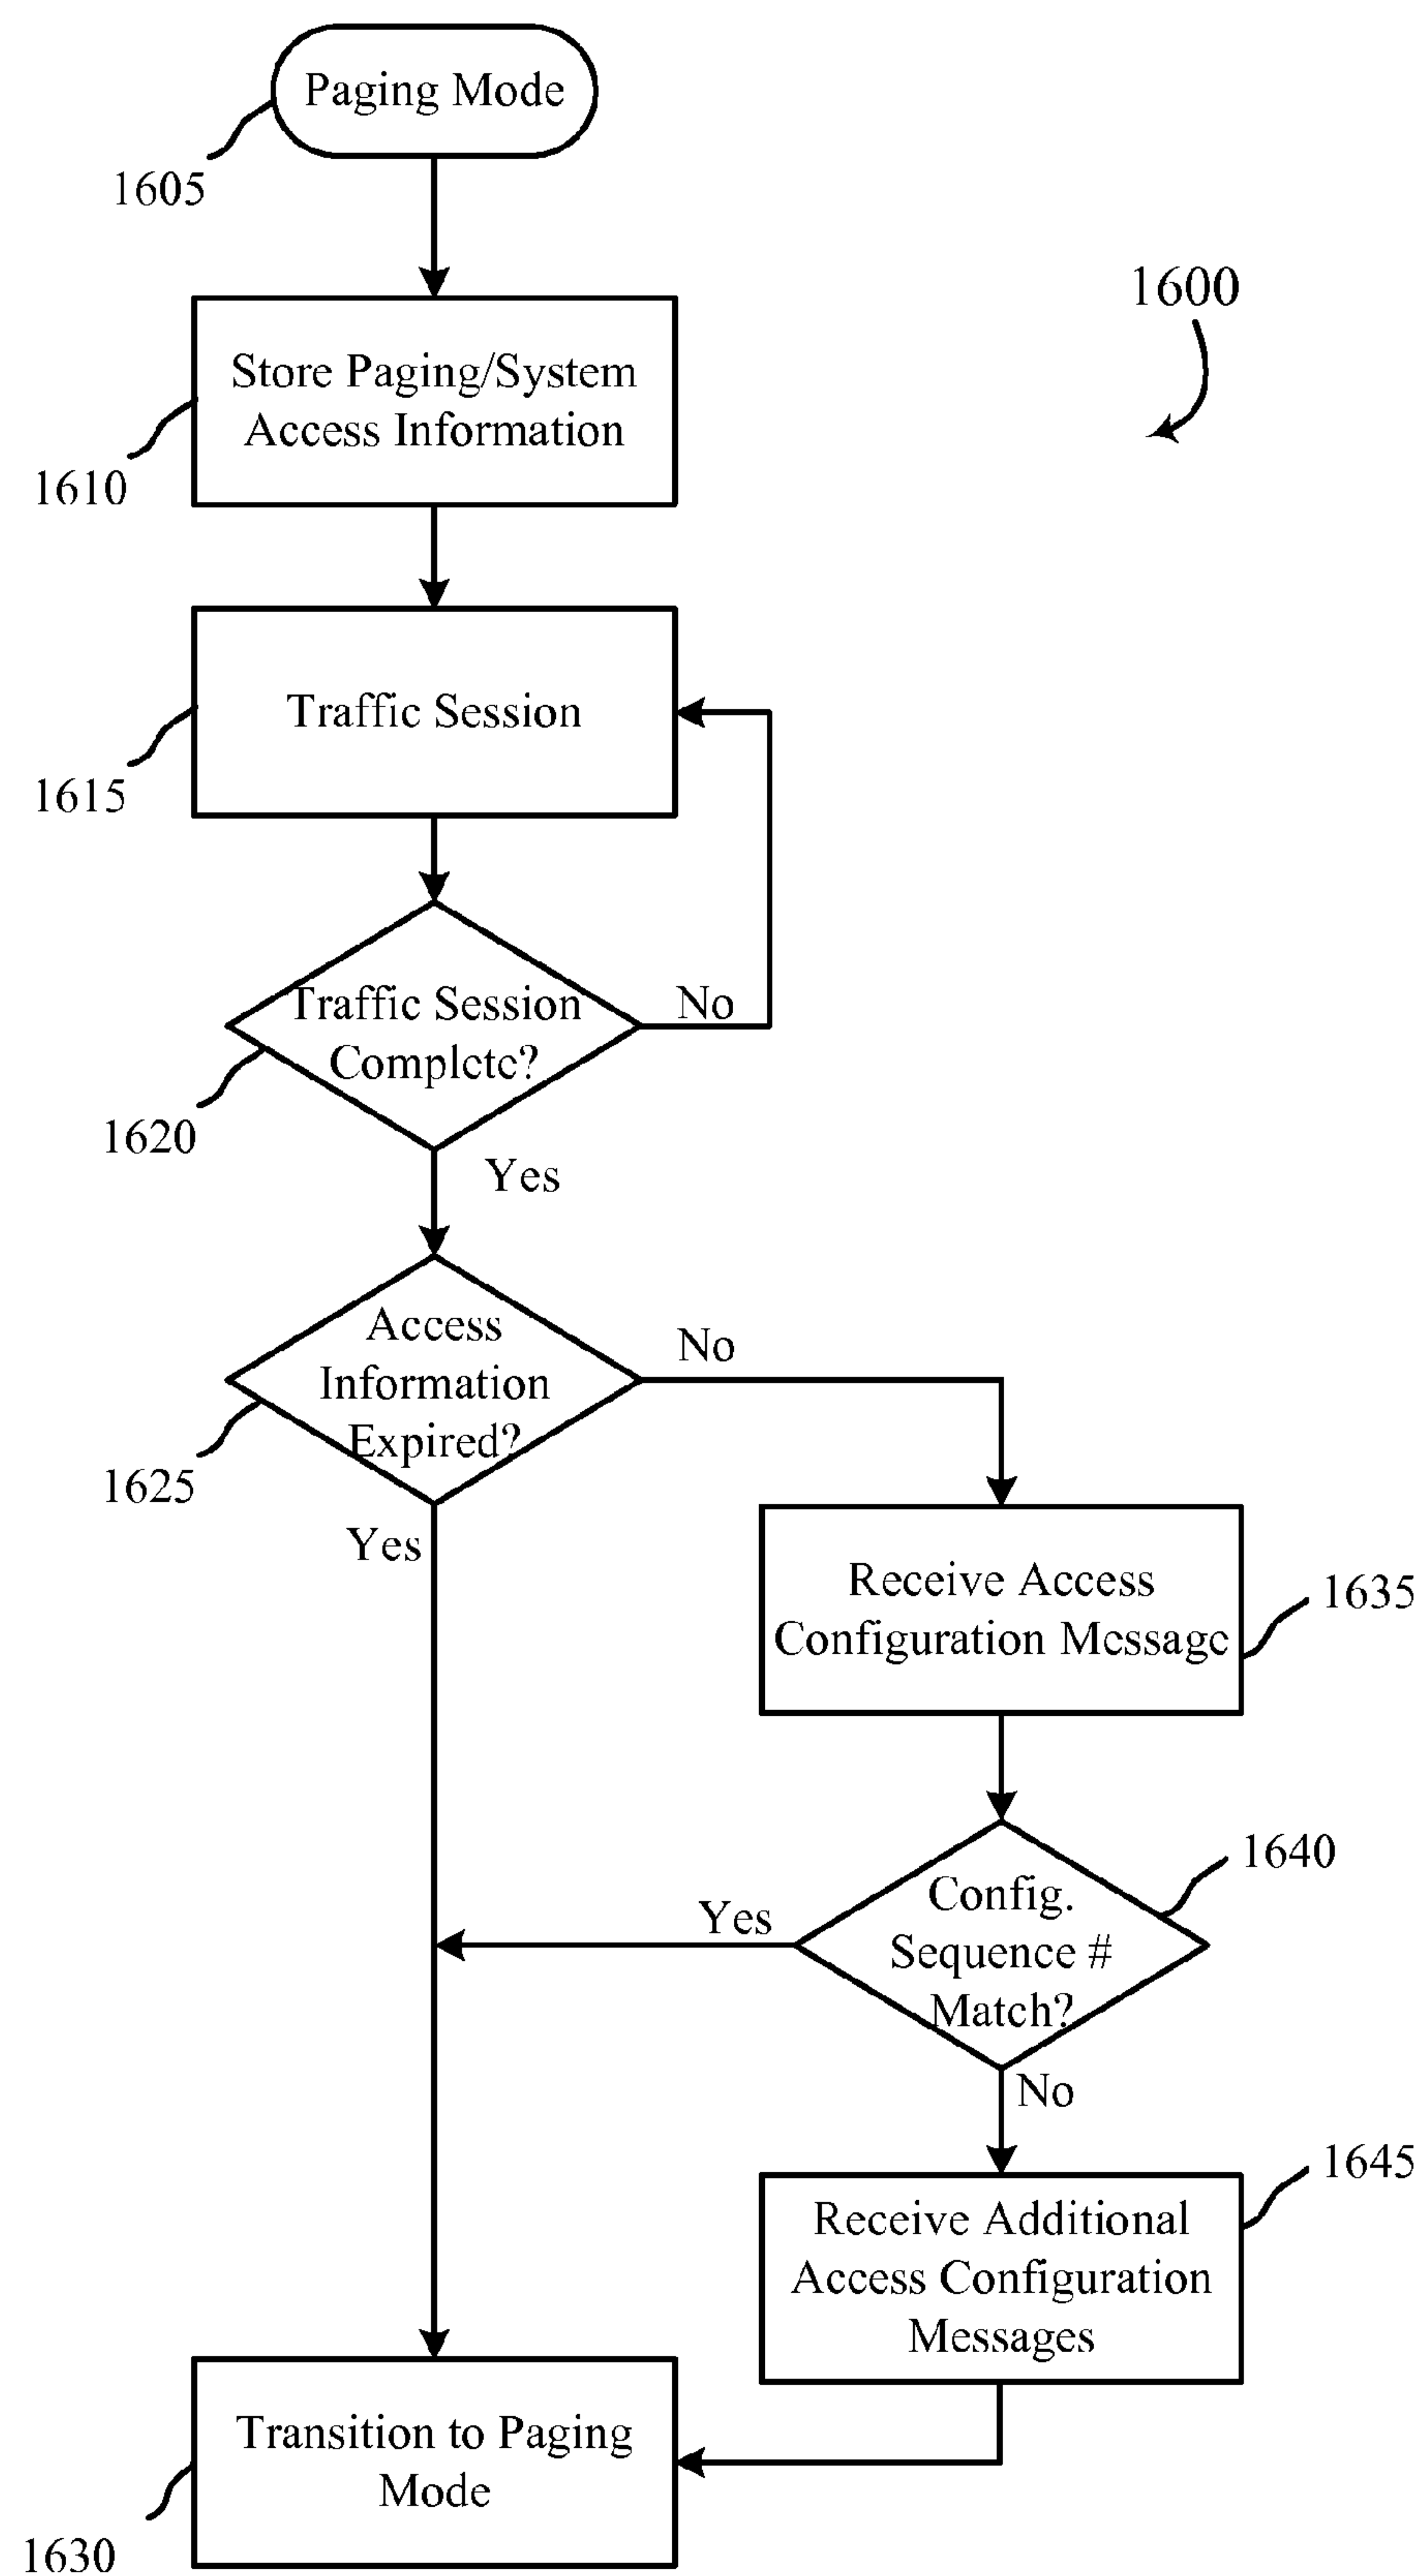 Paging Mode
1605
1600
Store Paging/System
Access Information
1610
Traffic Session
1615
Traffic Session
Complete?
No
1620
Yes
Access
Information
Expired?
No
1625
Yes
Receive Access
Configuration Message
1635
Config.
Sequence #
Match?
1640
Yes
No
Receive Additional
Access Configuration
Messages
1645
Transition to Paging
Mode
1630